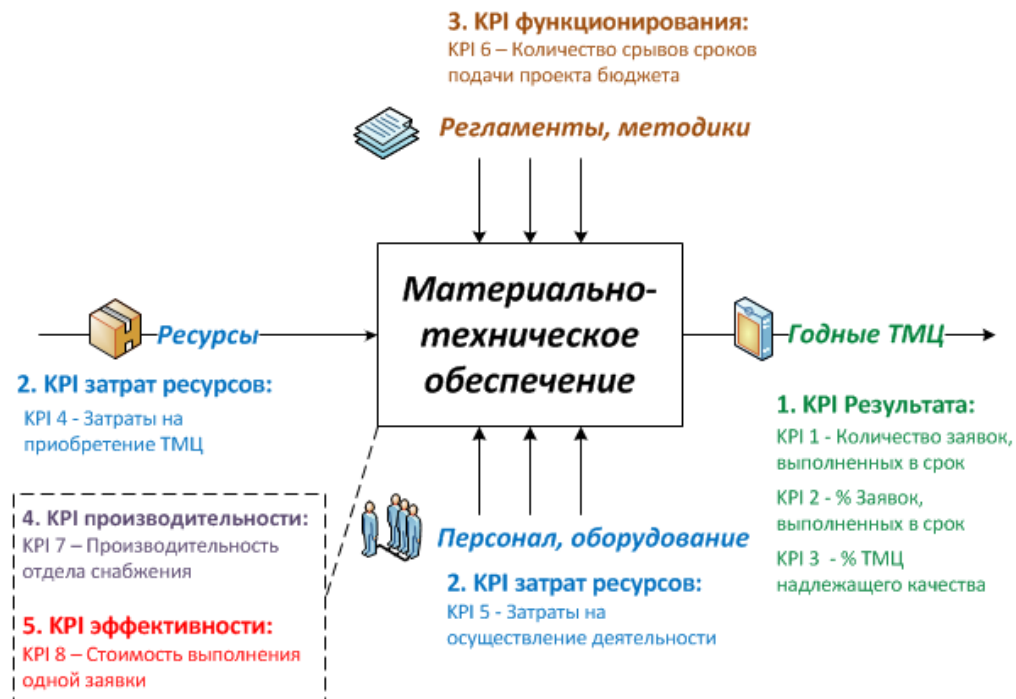 3. KPI функционирования:
KPI 6 – Количество срывов сроков
подачи проекта бюджета
Регламенты, методики
Материально-
техническое
обеспечение
Ресурсы
2. KPI затрат ресурсов:
KPI 4 - Затраты на
приобретение ТМЦ
Годные ТМЦ
1. KPI Результата:
KPI 1 - Количество заявок,
выполненных в срок
KPI 2 - % Заявок,
выполненных в срок
KPI 3 - % ТМЦ
надлежащего качества
4. KPI производительности:
KPI 7 – Производительность
отдела снабжения
5. KPI эффективности:
KPI 8 – Стоимость выполнения
одной заявки
Персонал, оборудование
2. KPI затрат ресурсов:
KPI 5 - Затраты на
осуществление деятельности